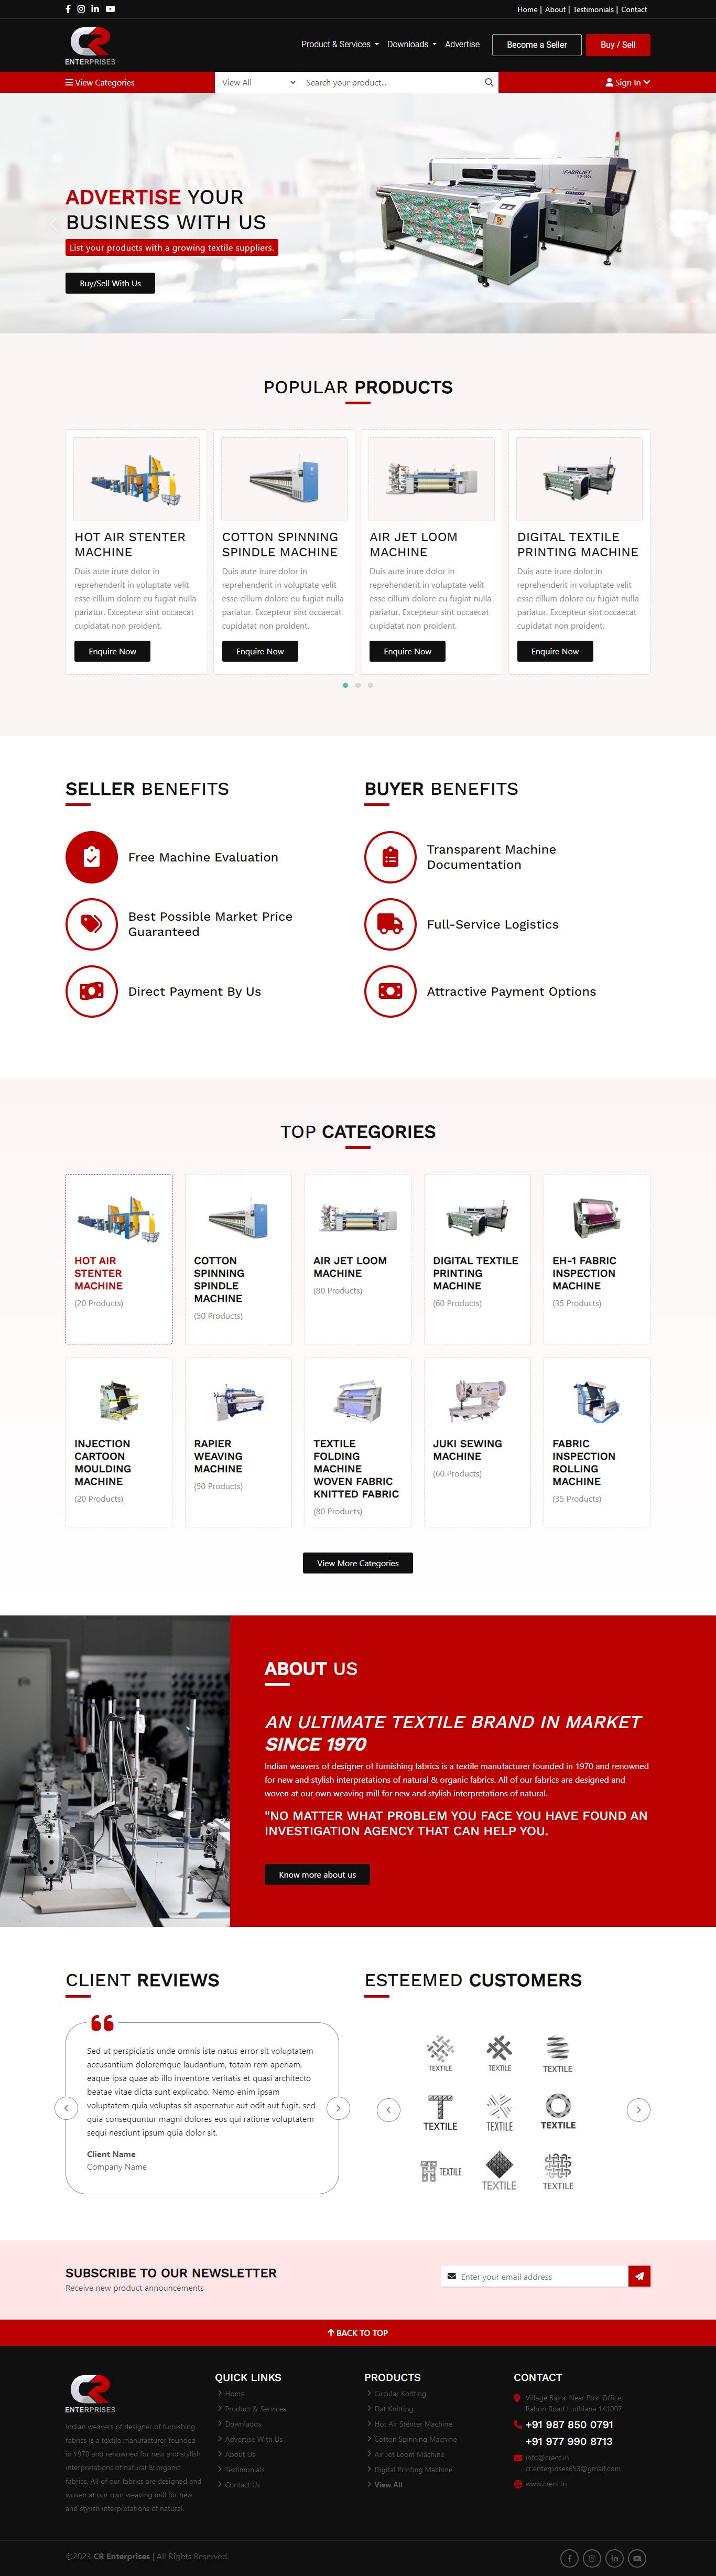 Home | About | Testimonials | Contact
CR
ENTERPRISES
Product & Services Downloads Advertise Become a Seller Buy / Sell
View Categories View All Search your product... Sign In
ADVERTISE YOUR
BUSINESS WITH US
List your products with a growing textile suppliers.
Buy/Sell With Us
POPULAR PRODUCTS
HOT AIR STENTER
MACHINE
Duis aute irure dolor in
reprehenderit in voluptate velit
esse cillum dolore eu fugiat nulla
pariatur. Excepteur sint occaecat
cupidatat non proident.
Enquire Now
COTTON SPINNING
SPINDLE MACHINE
Duis aute irure dolor in
reprehenderit in voluptate velit
esse cillum dolore eu fugiat nulla
pariatur. Excepteur sint occaecat
cupidatat non proident.
Enquire Now
AIR JET LOOM
MACHINE
Duis aute irure dolor in
reprehenderit in voluptate velit
esse cillum dolore eu fugiat nulla
pariatur. Excepteur sint occaecat
cupidatat non proident.
Enquire Now
DIGITAL TEXTILE
PRINTING MACHINE
Duis aute irure dolor in
reprehenderit in voluptate velit
esse cillum dolore eu fugiat nulla
pariatur. Excepteur sint occaecat
cupidatat non proident.
Enquire Now
SELLER BENEFITS
Free Machine Evaluation
Best Possible Market Price
Guaranteed
Direct Payment By Us
BUYER BENEFITS
Transparent Machine
Documentation
Full-Service Logistics
Attractive Payment Options
TOP CATEGORIES
HOT AIR
STENTER
MACHINE
(20 Products)
COTTON
SPINNING
SPINDLE
MACHINE
(50 Products)
AIR JET LOOM
MACHINE
(80 Products)
DIGITAL TEXTILE
PRINTING
MACHINE
(60 Products)
EH-1 FABRIC
INSPECTION
MACHINE
(35 Products)
INJECTION
CARTOON
MOULDING
MACHINE
(20 Products)
RAPIER
WEAVING
MACHINE
(50 Products)
TEXTILE
FOLDING
MACHINE
WOVEN FABRIC
KNITTED FABRIC
(80 Products)
JUKI SEWING
MACHINE
(60 Products)
FABRIC
INSPECTION
ROLLING
MACHINE
(35 Products)
View More Categories
ABOUT US
AN ULTIMATE TEXTILE BRAND IN MARKET
SINCE 1970
Indian weavers of designer of furnishing fabrics is a textile manufacturer founded in 1970 and renowned
for new and stylish interpretations of natural & organic fabrics. All of our fabrics are designed and
woven at our own weaving mill for new and stylish interpretations of natural.
"NO MATTER WHAT PROBLEM YOU FACE YOU HAVE FOUND AN
INVESTIGATION AGENCY THAT CAN HELP YOU.
Know more about us
CLIENT REVIEWS
Sed ut perspiciatis unde omnis iste natus error sit voluptatem
accusantium doloremque laudantium, totam rem aperiam,
eaque ipsa quae ab illo inventore veritatis et quasi architecto
beatae vitae dicta sunt explicabo. Nemo enim ipsam
voluptatem quia voluptas sit aspernatur aut odit aut fugit, sed
quia consequuntur magni dolores eos qui ratione voluptatem
sequi nesciunt ipsum quia dolor sit.
Client Name
Company Name
ESTEEMED CUSTOMERS
TEXTILE
TEXTILE
TEXTILE
TEXTILE
TEXTILE
TEXTILE
TEXTILE
TEXTILE
TEXTILE
SUBSCRIBE TO OUR NEWSLETTER
Receive new product announcements
Enter your email address
BACK TO TOP
CR
ENTERPRISES
Indian weavers of designer of furnishing
fabrics is a textile manufacturer founded
in 1970 and renowned for new and stylish
interpretations of natural & organic
fabrics. All of our fabrics are designed and
woven at our own weaving mill for new
and stylish interpretations of natural.
QUICK LINKS
Home
Product & Services
Downlaods
Advertise With Us
About Us
Testimonials
Contact Us
PRODUCTS
Circular Knitting
Flat Knitting
Hot Air Stenter Machine
Cotton Spinning Machine
Air Jet Loom Machine
Digital Printing Machine
View All
CONTACT
Village Bajra, Near Post Office,
Rahon Road Ludhiana 141007
+91 987 850 0791
+91 977 990 8713
info@crent.in
cr.enterprises653@gmail.com
www.crent.in
©2023 CR Enterprises | All Rights Reserved.